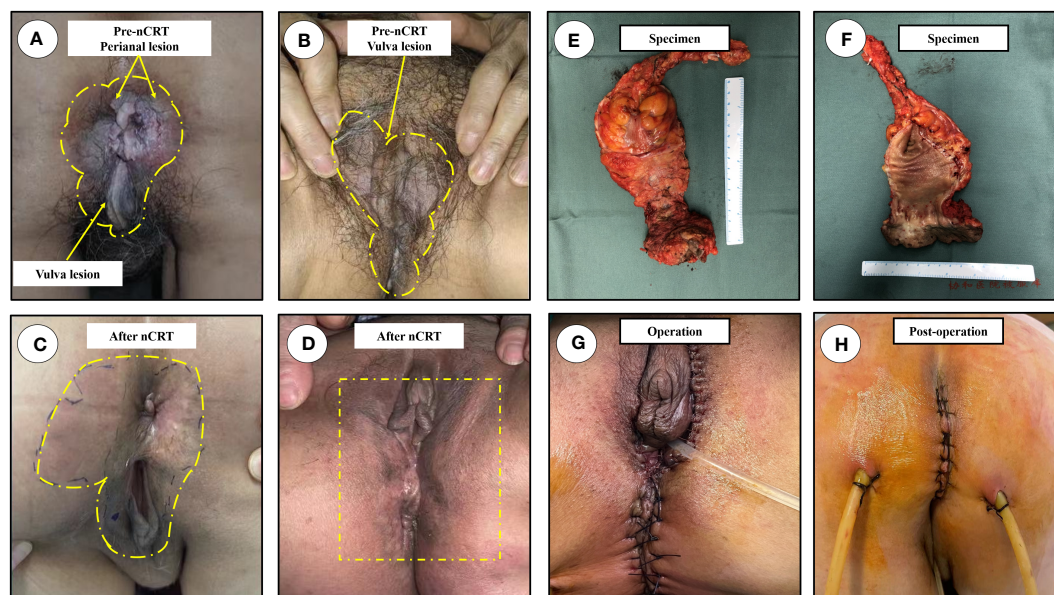 A
Pre-nCRT
Perianal lesion
Vulva lesion
B
Pre-nCRT
Vulva lesion
E
Specimen
F
Specimen
C
After nCRT
D
After nCRT
G
Operation
H
Post-operation